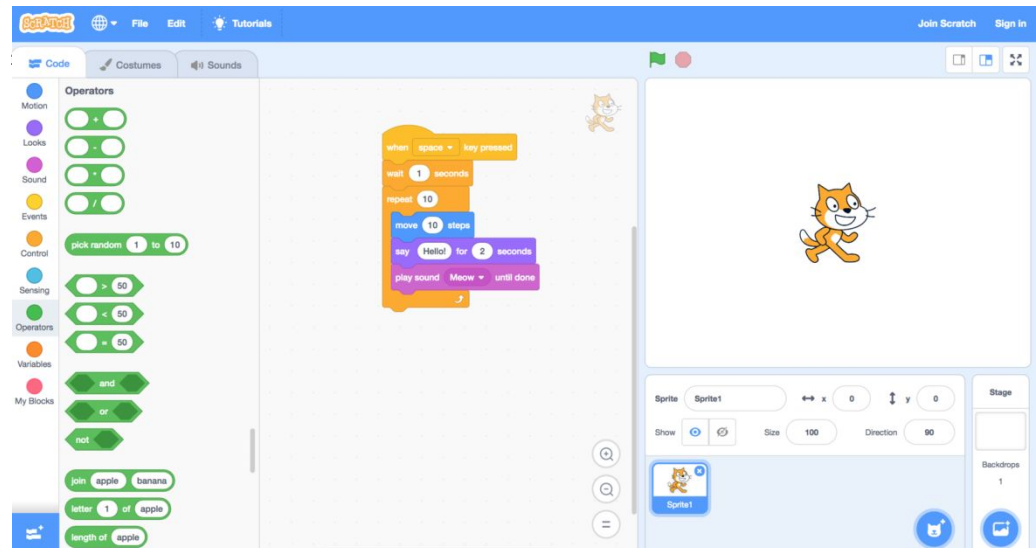 SCRATCH File Edit Tutorials Join Scratch Sign in
Code Costumes Sounds
Motion
Looks
Sound
Events
Control
Sensing
Operators
Variables
My Blocks
Operators
+
-
*
/
pick random 1 to 10
> 50
< 50
= 50
and
or
not
join apple banana
letter 1 of apple
length of apple
when space key pressed
wait 1 seconds
repeat 10
move 10 steps
say Hello! for 2 seconds
play sound Meow until done
=
Sprite Sprite1 x 0 y 0
Show Size 100 Direction 90
Sprite1
Stage
Backdrops
1